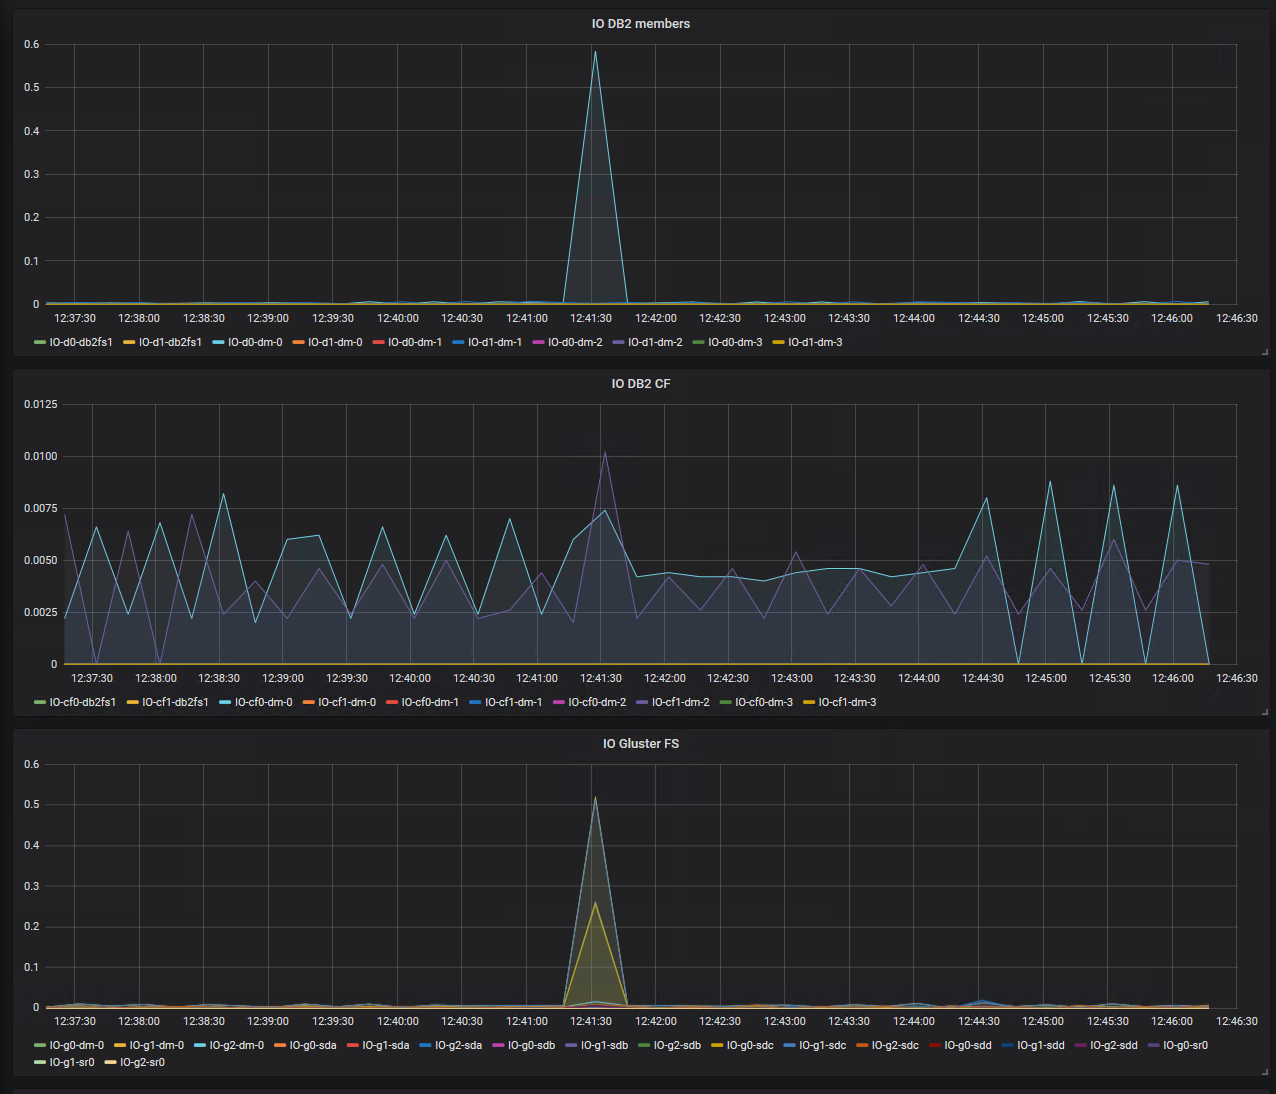 IO DB2 members
0.6
0.5
0.4
0.3
0.2
0.1
0
12:37:30 12:38:00 12:38:30 12:39:00 12:39:30 12:40:00 12:40:30 12:41:00 12:41:30 12:42:00 12:42:30 12:43:00 12:43:30 12:44:00 12:44:30 12:45:00 12:45:30 12:46:00 12:46:30
IO-d0-db2fs1 IO-d1-db2fs1 IO-d0-dm-0 IO-d1-dm-0 IO-d0-dm-1 IO-d1-dm-1 IO-d0-dm-2 IO-d1-dm-2 IO-d0-dm-3 IO-d1-dm-3
IO DB2 CF
0.0125
0.0100
0.0075
0.0050
0.0025
0
12:37:30 12:38:00 12:38:30 12:39:00 12:39:30 12:40:00 12:40:30 12:41:00 12:41:30 12:42:00 12:42:30 12:43:00 12:43:30 12:44:00 12:44:30 12:45:00 12:45:30 12:46:00 12:46:30
IO-cf0-db2fs1 IO-cf1-db2fs1 IO-cf0-dm-0 IO-cf1-dm-0 IO-cf0-dm-1 IO-cf1-dm-1 IO-cf0-dm-2 IO-cf1-dm-2 IO-cf0-dm-3 IO-cf1-dm-3
IO Gluster FS
0.6
0.5
0.4
0.3
0.2
0.1
0
12:37:30 12:38:00 12:38:30 12:39:00 12:39:30 12:40:00 12:40:30 12:41:00 12:41:30 12:42:00 12:42:30 12:43:00 12:43:30 12:44:00 12:44:30 12:45:00 12:45:30 12:46:00 12:46:30
IO-g0-dm-0 IO-g1-dm-0 IO-g2-dm-0 IO-g0-sda IO-g1-sda IO-g2-sda IO-g0-sdb IO-g1-sdb IO-g2-sdb IO-g0-sdc IO-g1-sdc IO-g2-sdc IO-g0-sdd IO-g1-sdd IO-g2-sdd IO-g0-sr0
IO-g1-sr0 IO-g2-sr0